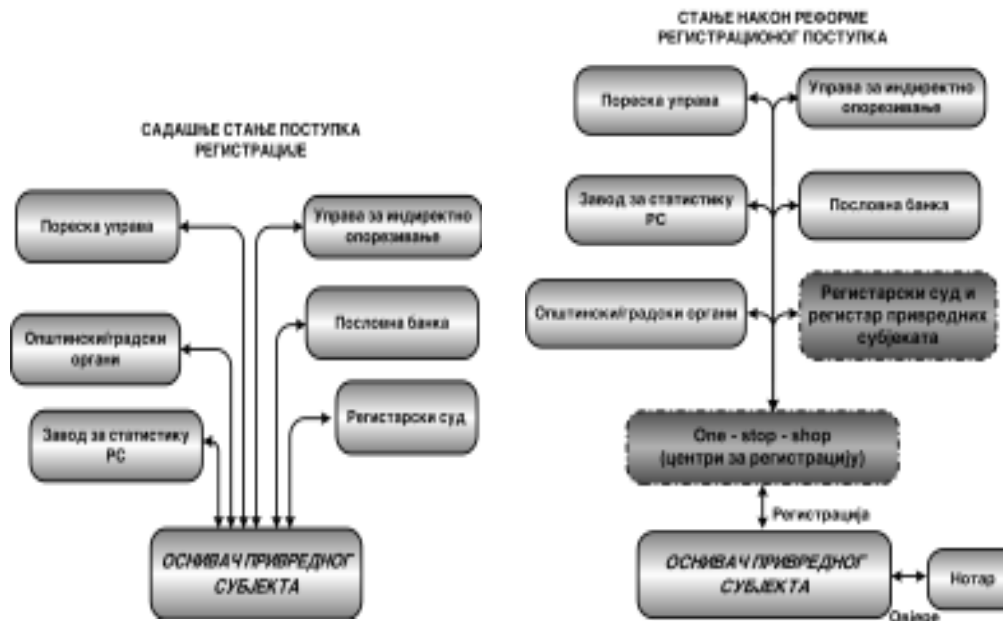 САДАШЊЕ СТАЊЕ ПОСТУПКА
РЕГИСТРАЦИЈЕ
Пореска управа
Управа за индиректно
опорезивање
Општински/градски
органи
Пословна банка
Завод за статистику
РС
Регистарски суд
ОСНИВАЧ ПРИВРЕДНОГ
СУБЈЕКТА
СТАЊЕ НАКОН РЕФОРМЕ
РЕГИСТРАЦИОНОГ ПОСТУПКА
Пореска управа
Управа за индиректно
опорезивање
Завод за статистику
РС
Пословна банка
Општински/градски органи
Регистарски суд и
регистар привредних
субјеката
One - stop - shop
(центри за регистрацију)
Регистрација
ОСНИВАЧ ПРИВРЕДНОГ
СУБЈЕКТА
Нотар
Овјере